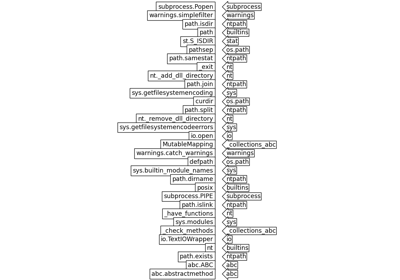 subprocess.Popen subprocess
warnings.simplefilter warnings
path.isdir ntpath
path builtins
st.S_ISDIR stat
pathsep os.path
path.samestat ntpath
_exit nt
nt._add_dll_directory nt
path.join ntpath
sys.getfilesystemencoding sys
curdir os.path
path.split ntpath
nt._remove_dll_directory nt
sys.getfilesystemencodeerrors sys
io.open io
MutableMapping _collections_abc
warnings.catch_warnings warnings
defpath os.path
sys.builtin_module_names sys
path.dirname ntpath
posix builtins
subprocess.PIPE subprocess
path.islink ntpath
_have_functions nt
sys.modules sys
_check_methods _collections_abc
io.TextIOWrapper io
nt builtins
path.exists ntpath
abc.ABC abc
abc.abstractmethod abc